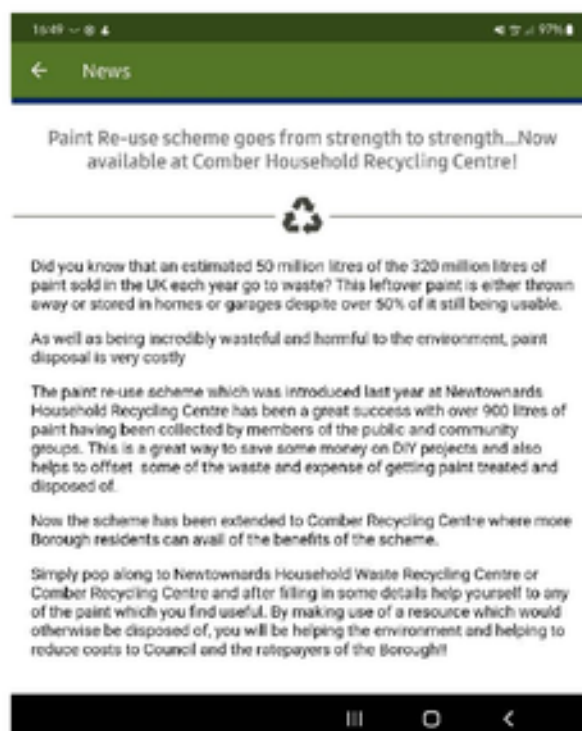 16:49
97%
News
Paint Re-use scheme goes from strength to strength...Now
available at Comber Household Recycling Centre!
Did you know that an estimated 50 million litres of the 320 million litres of
paint sold in the UK each year go to waste? This leftover paint is either thrown
away or stored in homes or garages despite over 50% of it still being usable.
As well as being incredibly wasteful and harmful to the environment, paint
disposal is very costly
The paint re-use scheme which was introduced last year at Newtownards
Household Recycling Centre has been a great success with over 900 litres of
paint having been collected by members of the public and community
groups. This is a great way to save some money on DIY projects and also
helps to offset some of the waste and expense of getting paint treated and
disposed of.
Now the scheme has been extended to Comber Recycling Centre where more
Borough residents can avail of the benefits of the scheme.
Simply pop along to Newtownards Household Waste Recycling Centre or
Comber Recycling Centre and after filling in some details help yourself to any
of the paint which you find useful. By making use of a resource which would
otherwise be disposed of, you will be helping the environment and helping to
reduce costs to Council and the ratepayers of the Borough!!